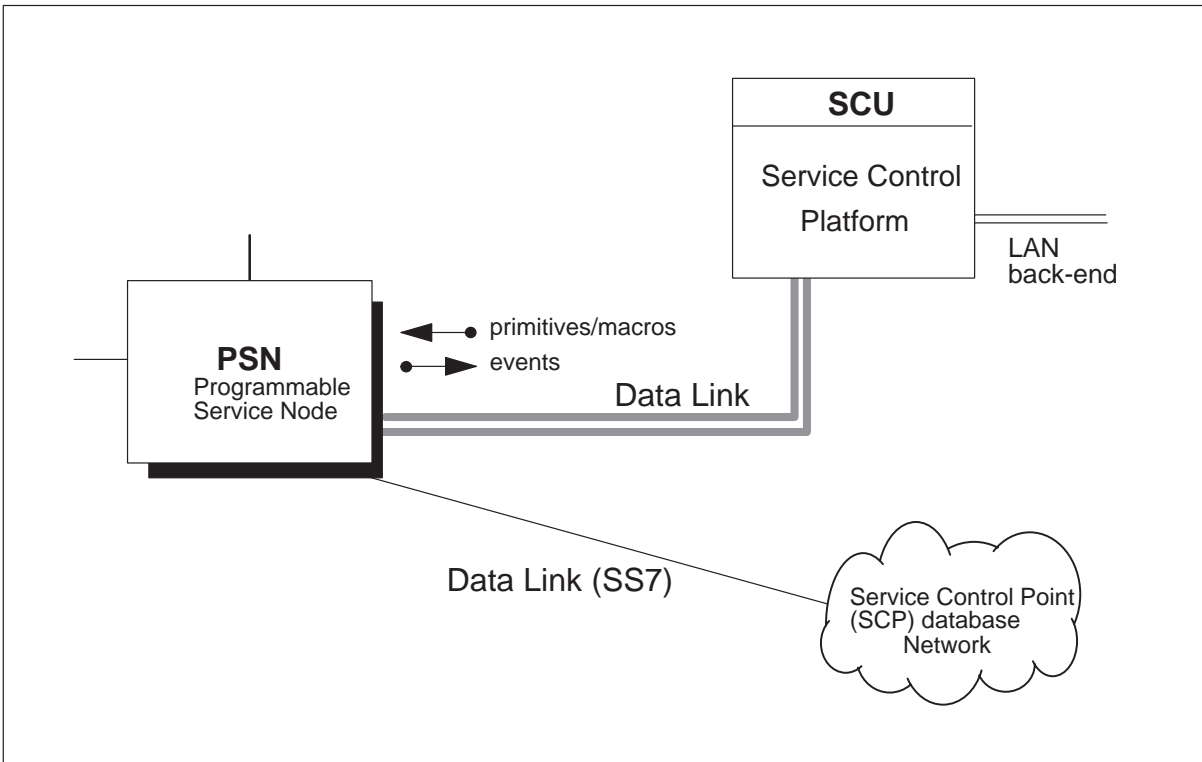 SCU
Service Control
Platform
LAN
back-end
primitives/macros
events
PSN
Programmable
Service Node
Data Link
Data Link (SS7)
Service Control Point
(SCP) database
Network